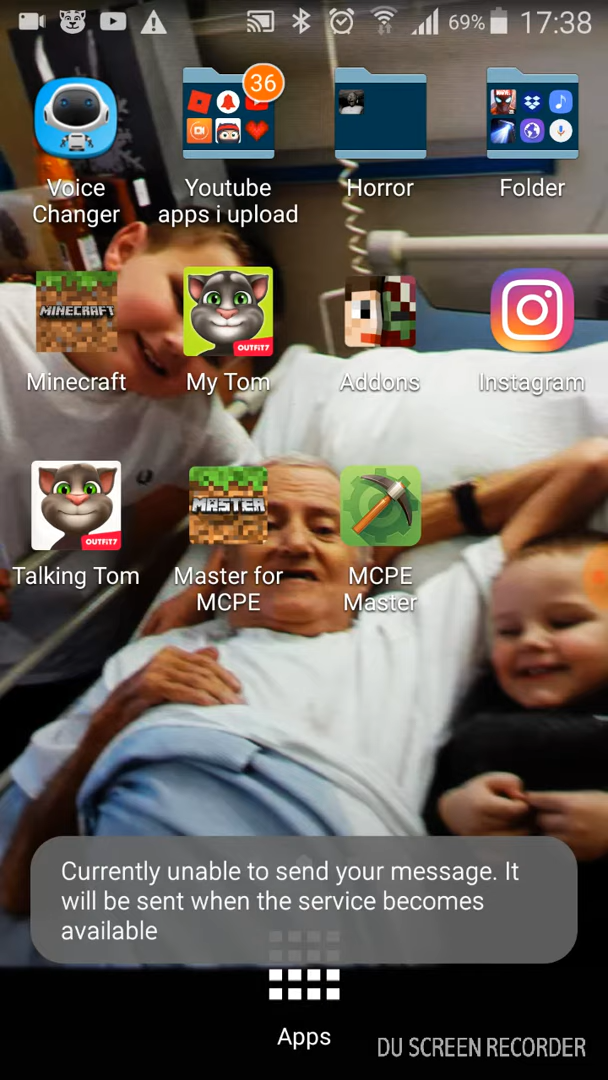 69% 17:38
36
Voice
Changer
Youtube
apps i upload
Horror
Folder
MINECRAFT
OUTFIT7
Minecraft
My Tom
Addons
Instagram
OUTFIT7
MASTER
Talking Tom
Master for
MCPE
MCPE
Master
Currently unable to send your message. It
will be sent when the service becomes
available
Apps
DU SCREEN RECORDER